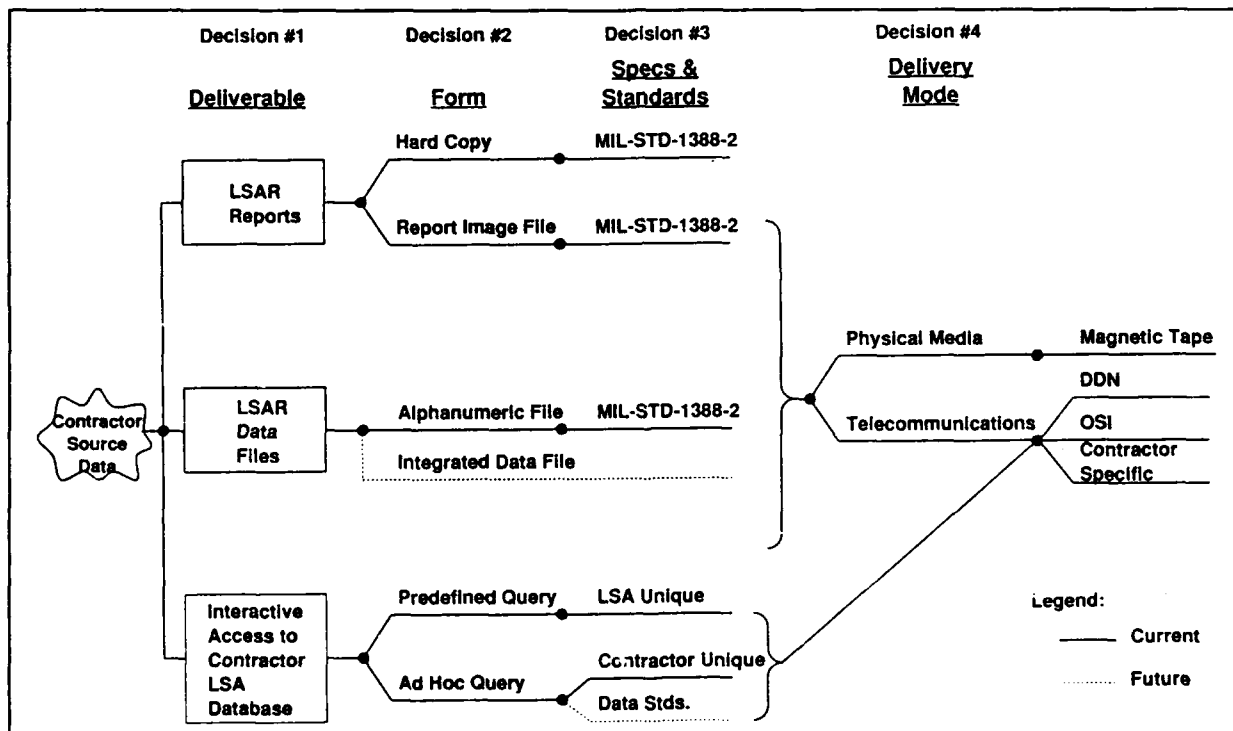 Decision #1
Decision #2
Decision #3
Decision #4
Deliverable
Form
Specs &
Standards
Delivery
Mode
Hard Copy
MIL-STD-1388-2
LSAR
Reports
Report Image File
MIL-STD-1388-2
Physical Media
Magnetic Tape
DDN
Contractor
Source
Data
LSAR
Data
Files
Alphanumeric File
MIL-STD-1388-2
Telecommunications
OSI
Contractor
Specific
Integrated Data File
Interactive
Access to
Contractor
LSA
Database
Predefined Query
LSA Unique
Ad Hoc Query
Contractor Unique
Data Stds.
Legend:
Current
Future